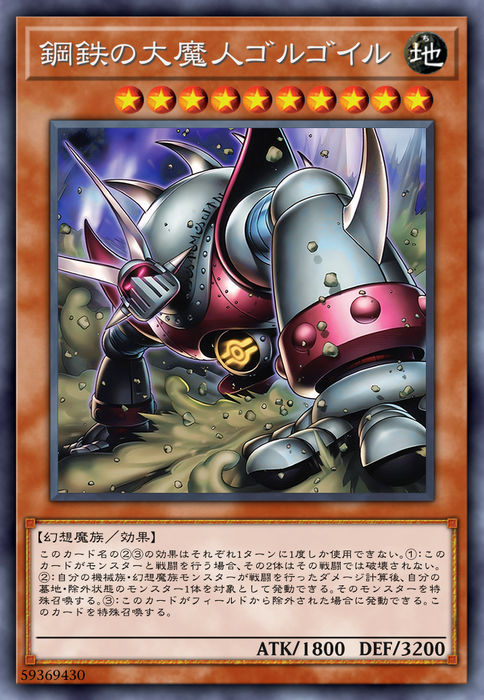 鋼鉄の大魔人ゴルゴイル
地
ち
【幻想魔族／効果】
このカード名の②③の効果はそれぞれ1ターンに1度しか使用できない。①：この
カードがモンスターと戦闘を行う場合、その2体はその戦闘では破壊されない。
②：自分の機械族・幻想魔族モンスターが戦闘を行ったダメージ計算後、自分の
墓地・除外状態のモンスター1体を対象として発動できる。そのモンスターを特
殊召喚する。③：このカードがフィールドから除外された場合に発動できる。こ
のカードを特殊召喚する。
ATK/1800 DEF/3200
59369430